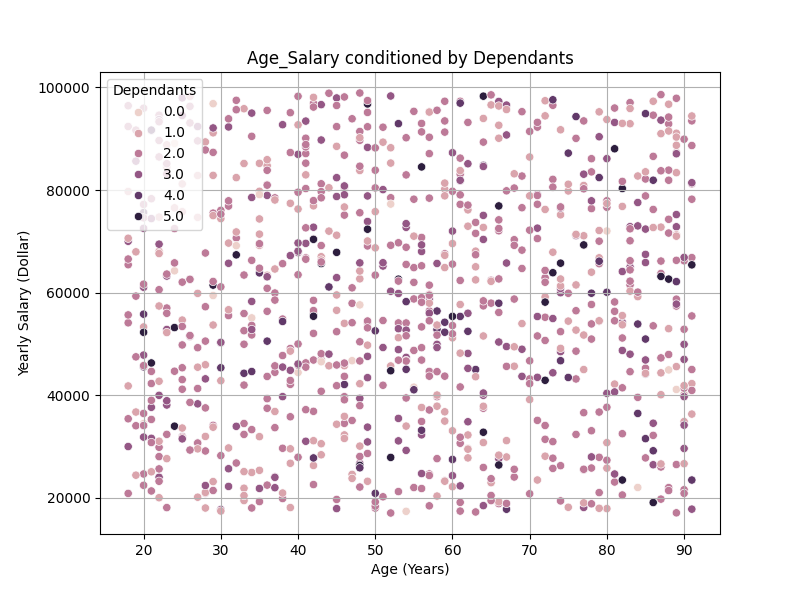 Age_Salary conditioned by Dependants
100000
80000
60000
40000
20000
Yearly Salary (Dollar)
Dependants
0.0
1.0
2.0
3.0
4.0
5.0
20 30 40 50 60 70 80 90
Age (Years)